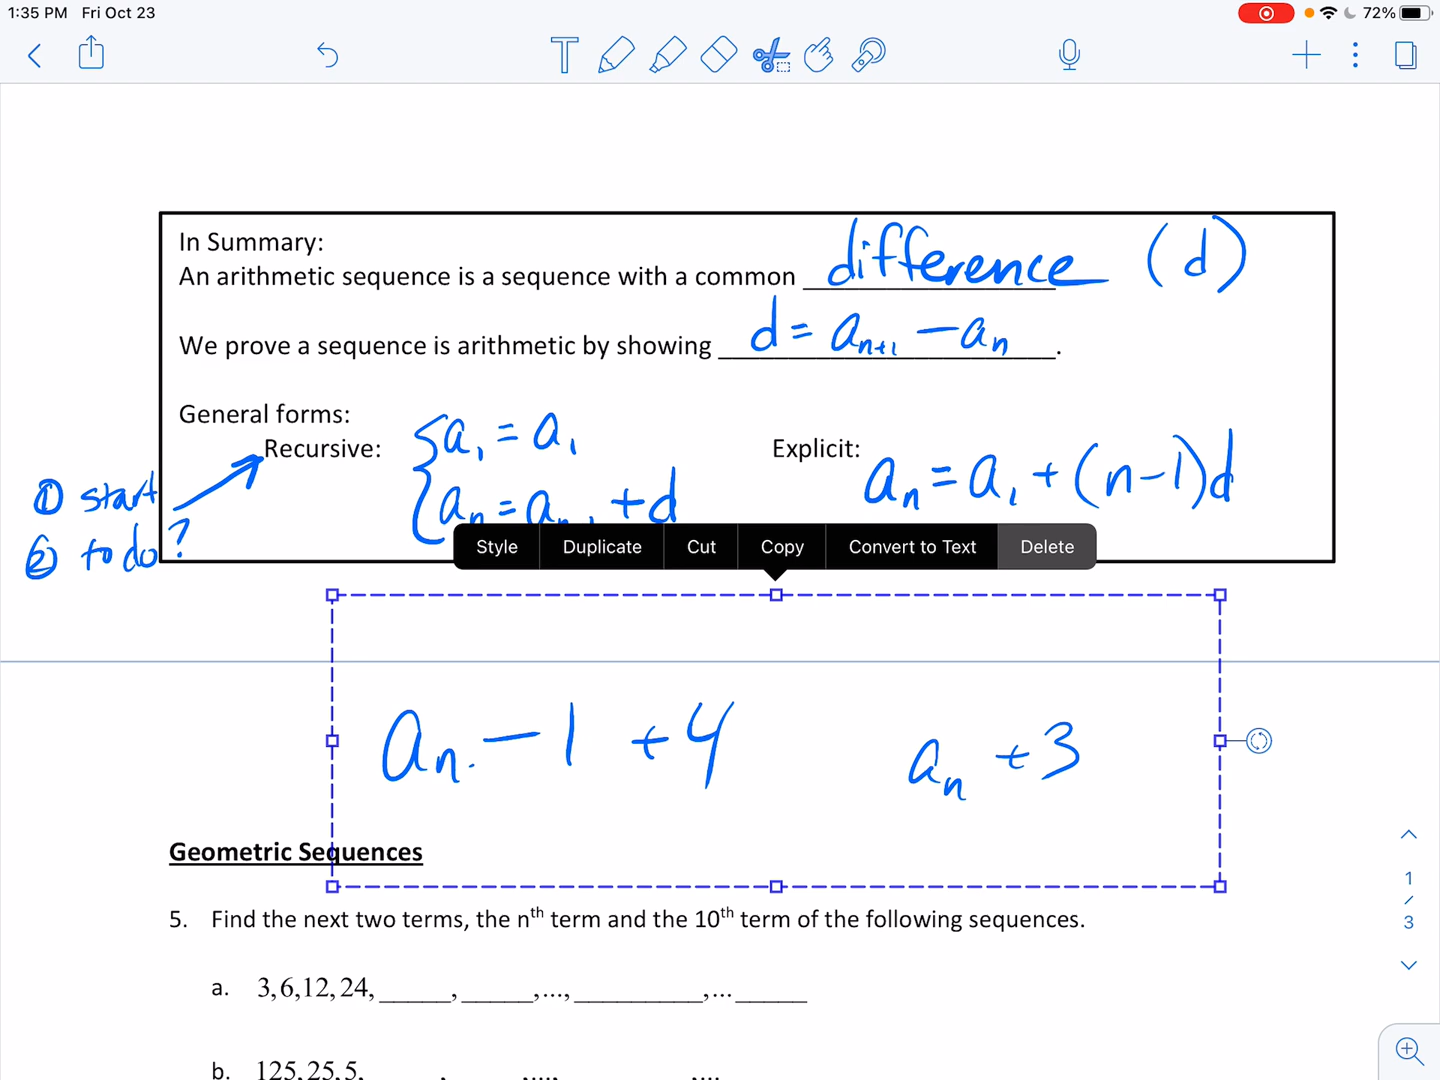 1:35 PM Fri Oct 23 72%
In Summary:
An arithmetic sequence is a sequence with a common difference (d)
We prove a sequence is arithmetic by showing d = aₙ₊₁ - aₙ.
General forms:
Recursive: a₁ = a₁
Explicit: aₙ = a₁ + (n-1)d
① start
② to do?
aₙ = aₙ₋₁ + d
Style Duplicate Cut Copy Convert to Text Delete
aₙ - 1 + 4 aₙ + 3
Geometric Sequences
1 / 3
5. Find the next two terms, the nᵗʰ term and the 10ᵗʰ term of the following sequences.
a. 3,6,12,24, _____, _____,..., _________,... _____
b. 125,25,5,